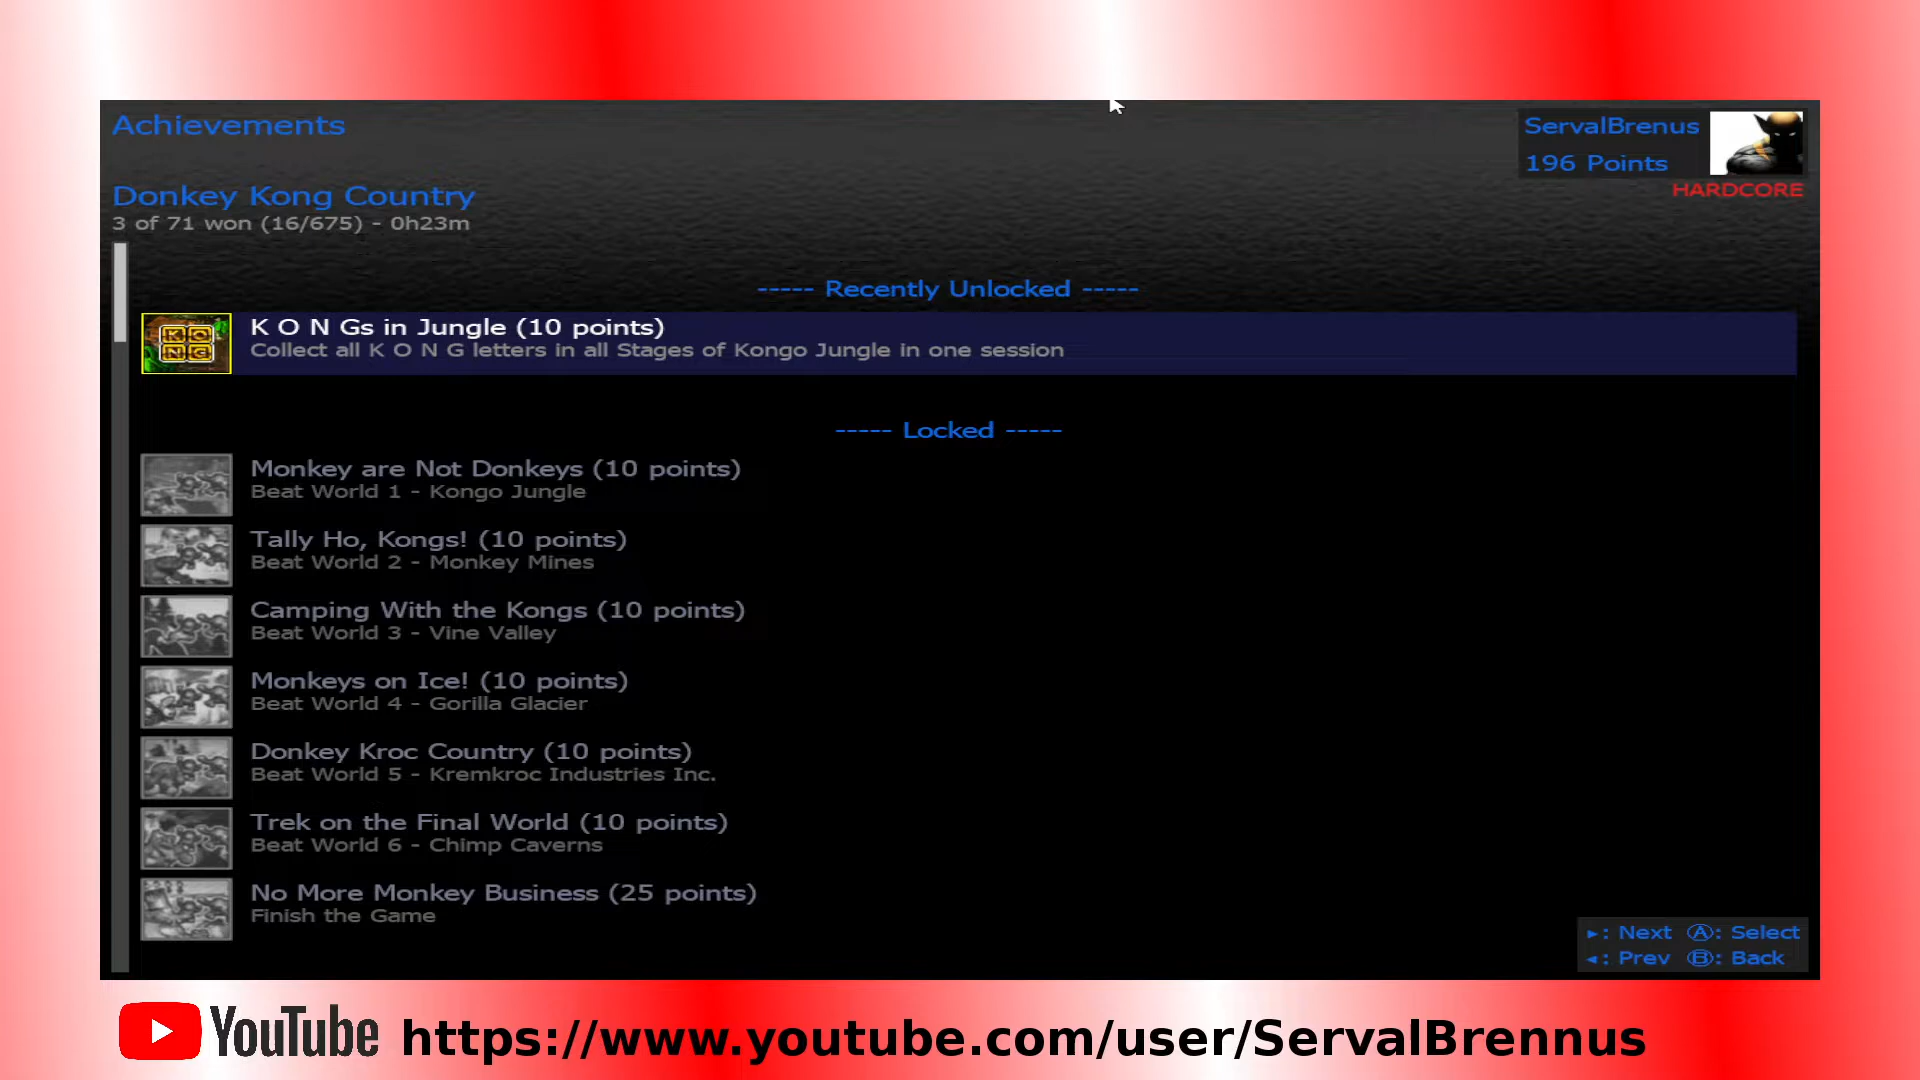 Achievements
ServalBrenus
196 Points
HARDCORE
Donkey Kong Country
3 of 71 won (16/675) - 0h23m
----- Recently Unlocked -----
K O N G
K O N Gs in Jungle (10 points)
Collect all K O N G letters in all Stages of Kongo Jungle in one session
----- Locked -----
Monkey are Not Donkeys (10 points)
Beat World 1 - Kongo Jungle
Tally Ho, Kongs! (10 points)
Beat World 2 - Monkey Mines
Camping With the Kongs (10 points)
Beat World 3 - Vine Valley
Monkeys on Ice! (10 points)
Beat World 4 - Gorilla Glacier
Donkey Kroc Country (10 points)
Beat World 5 - Kremkroc Industries Inc.
Trek on the Final World (10 points)
Beat World 6 - Chimp Caverns
No More Monkey Business (25 points)
Finish the Game
►: Next Ⓐ: Select
◄: Prev Ⓑ: Back
YouTube https://www.youtube.com/user/ServalBrennus